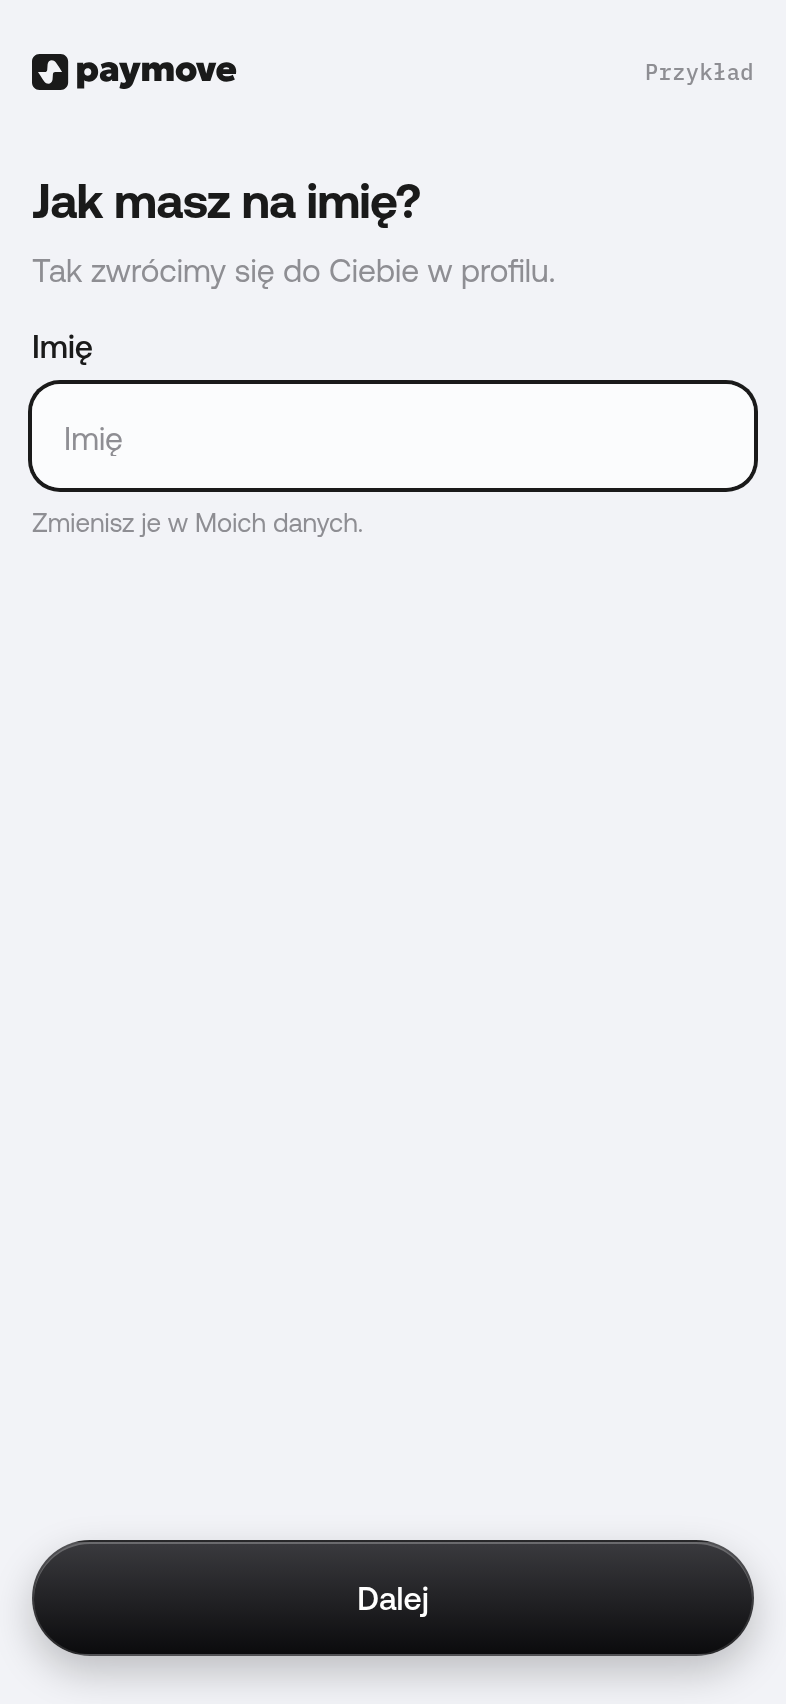 paymove
Przykład
Jak masz na imię?
Tak zwrócimy się do Ciebie w profilu.
Imię
Imię
Zmienisz je w Moich danych.
Dalej